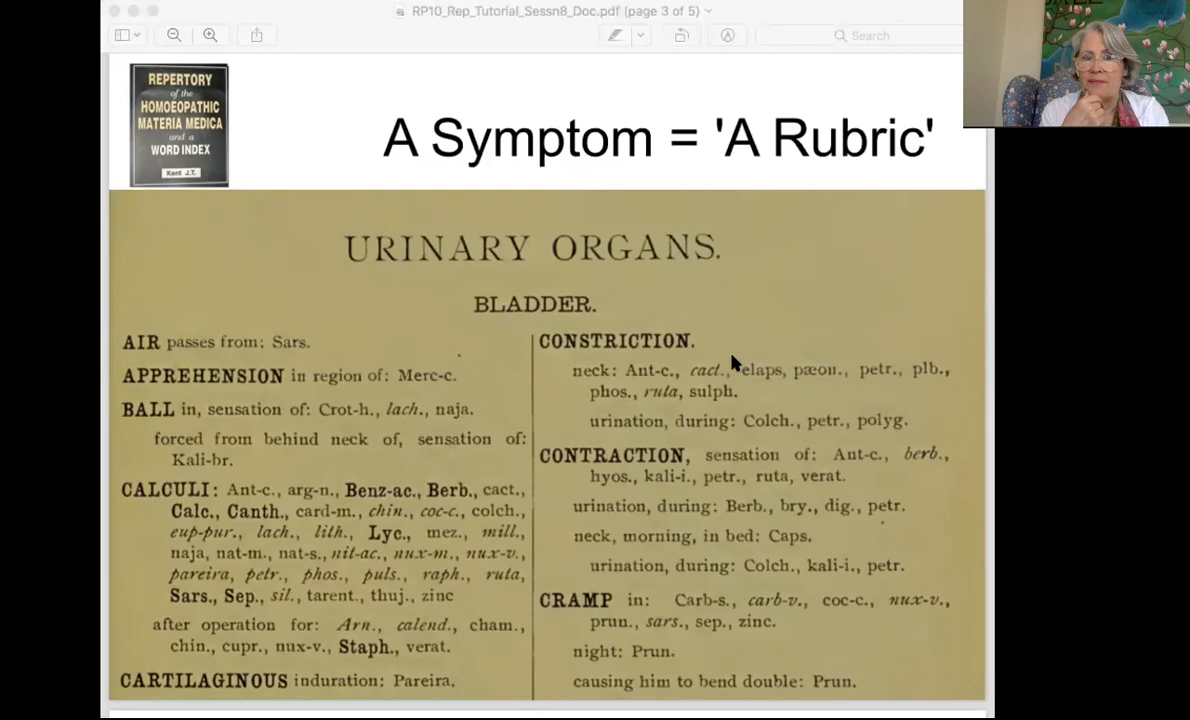 RP10_Rep_Tutorial_Sessn8_Doc.pdf (page 3 of 5)
Search
REPERTORY
of the
HOMOEOPATHIC
MATERIA MEDICA
and a
WORD INDEX
Kent J.T.
A Symptom = 'A Rubric'
URINARY ORGANS.
BLADDER.
AIR passes from: Sars.
APPREHENSION in region of: Merc-c.
BALL in, sensation of: Crot-h., lach., naja.
forced from behind neck of, sensation of:
Kali-br.
CALCULI: Ant-c., arg-n., Benz-ac., Berb., cact.,
Calc., Canth., card-m., chin., coc-c., colch.,
eup-pur., lach., lith., Lyc., mez., mill.,
naja, nat-m., nat-s., nit-ac., nux-m., nux-v.,
pareira, petr., phos., puls., raph., ruta,
Sars., Sep., sil., tarent., thuj., zinc
after operation for: Arn., calend., cham.,
chin., cupr., nux-v., Staph., verat.
CARTILAGINOUS induration: Pareira.
CONSTRICTION.
neck: Ant-c., cact., elaps, pæon., petr., plb.,
phos., ruta, sulph.
urination, during: Colch., petr., polyg.
CONTRACTION, sensation of: Ant-c., berb.,
hyos., kali-i., petr., ruta, verat.
urination, during: Berb., bry., dig., petr.
neck, morning, in bed: Caps.
urination, during: Colch., kali-i., petr.
CRAMP in: Carb-s., carb-v., coc-c., nux-v.,
prun., sars., sep., zinc.
night: Prun.
causing him to bend double: Prun.